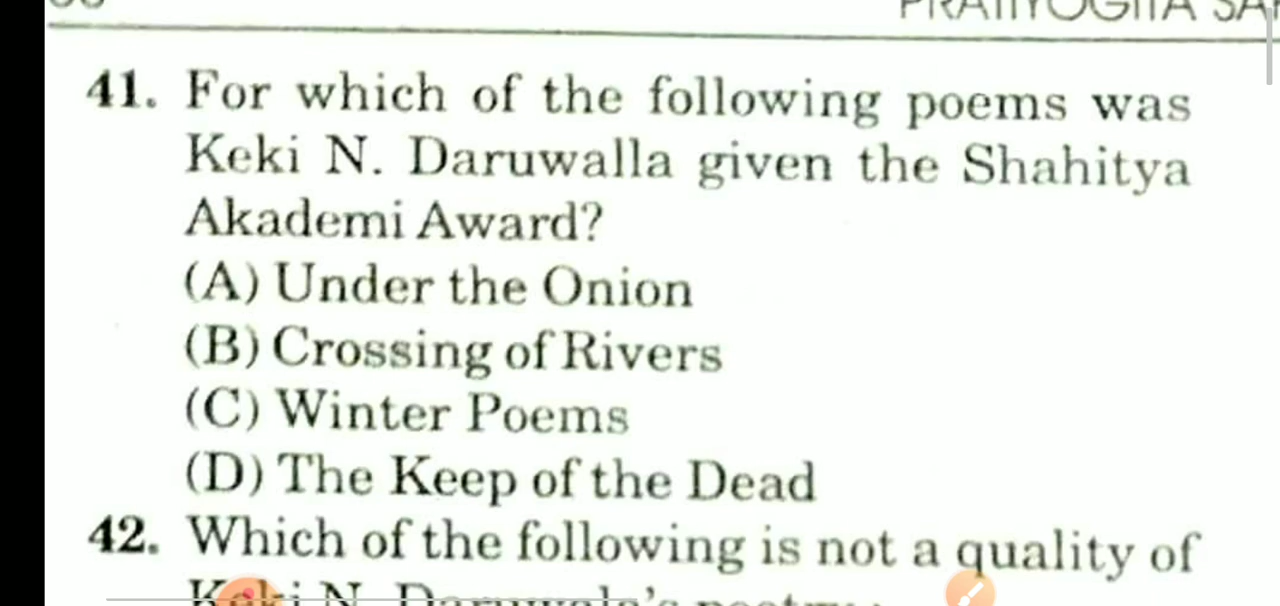 41. For which of the following poems was
Keki N. Daruwalla given the Shahitya
Akademi Award?
(A) Under the Onion
(B) Crossing of Rivers
(C) Winter Poems
(D) The Keep of the Dead
42. Which of the following is not a quality of